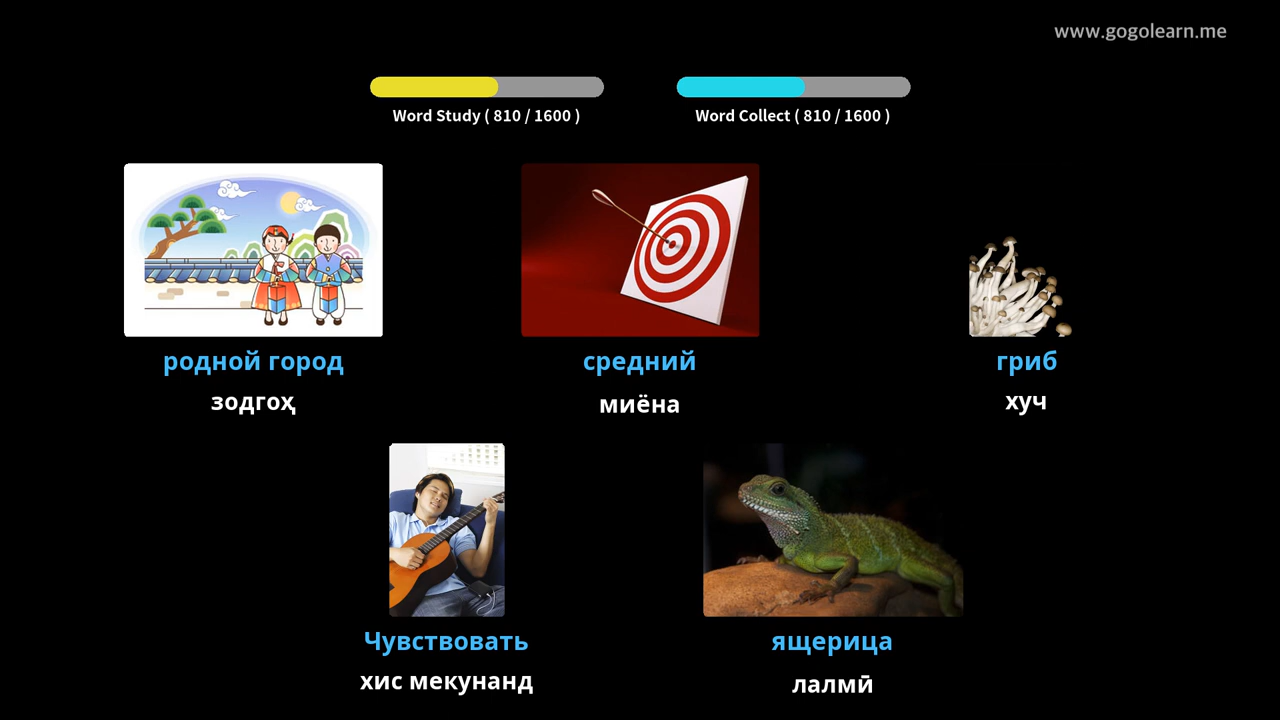 www.gogolearn.me
Word Study ( 810 / 1600 )
Word Collect ( 810 / 1600 )
родной город
средний
гриб
зодгоҳ
миёна
хуч
Чувствовать
ящерица
хис мекунанд
лалмӣ